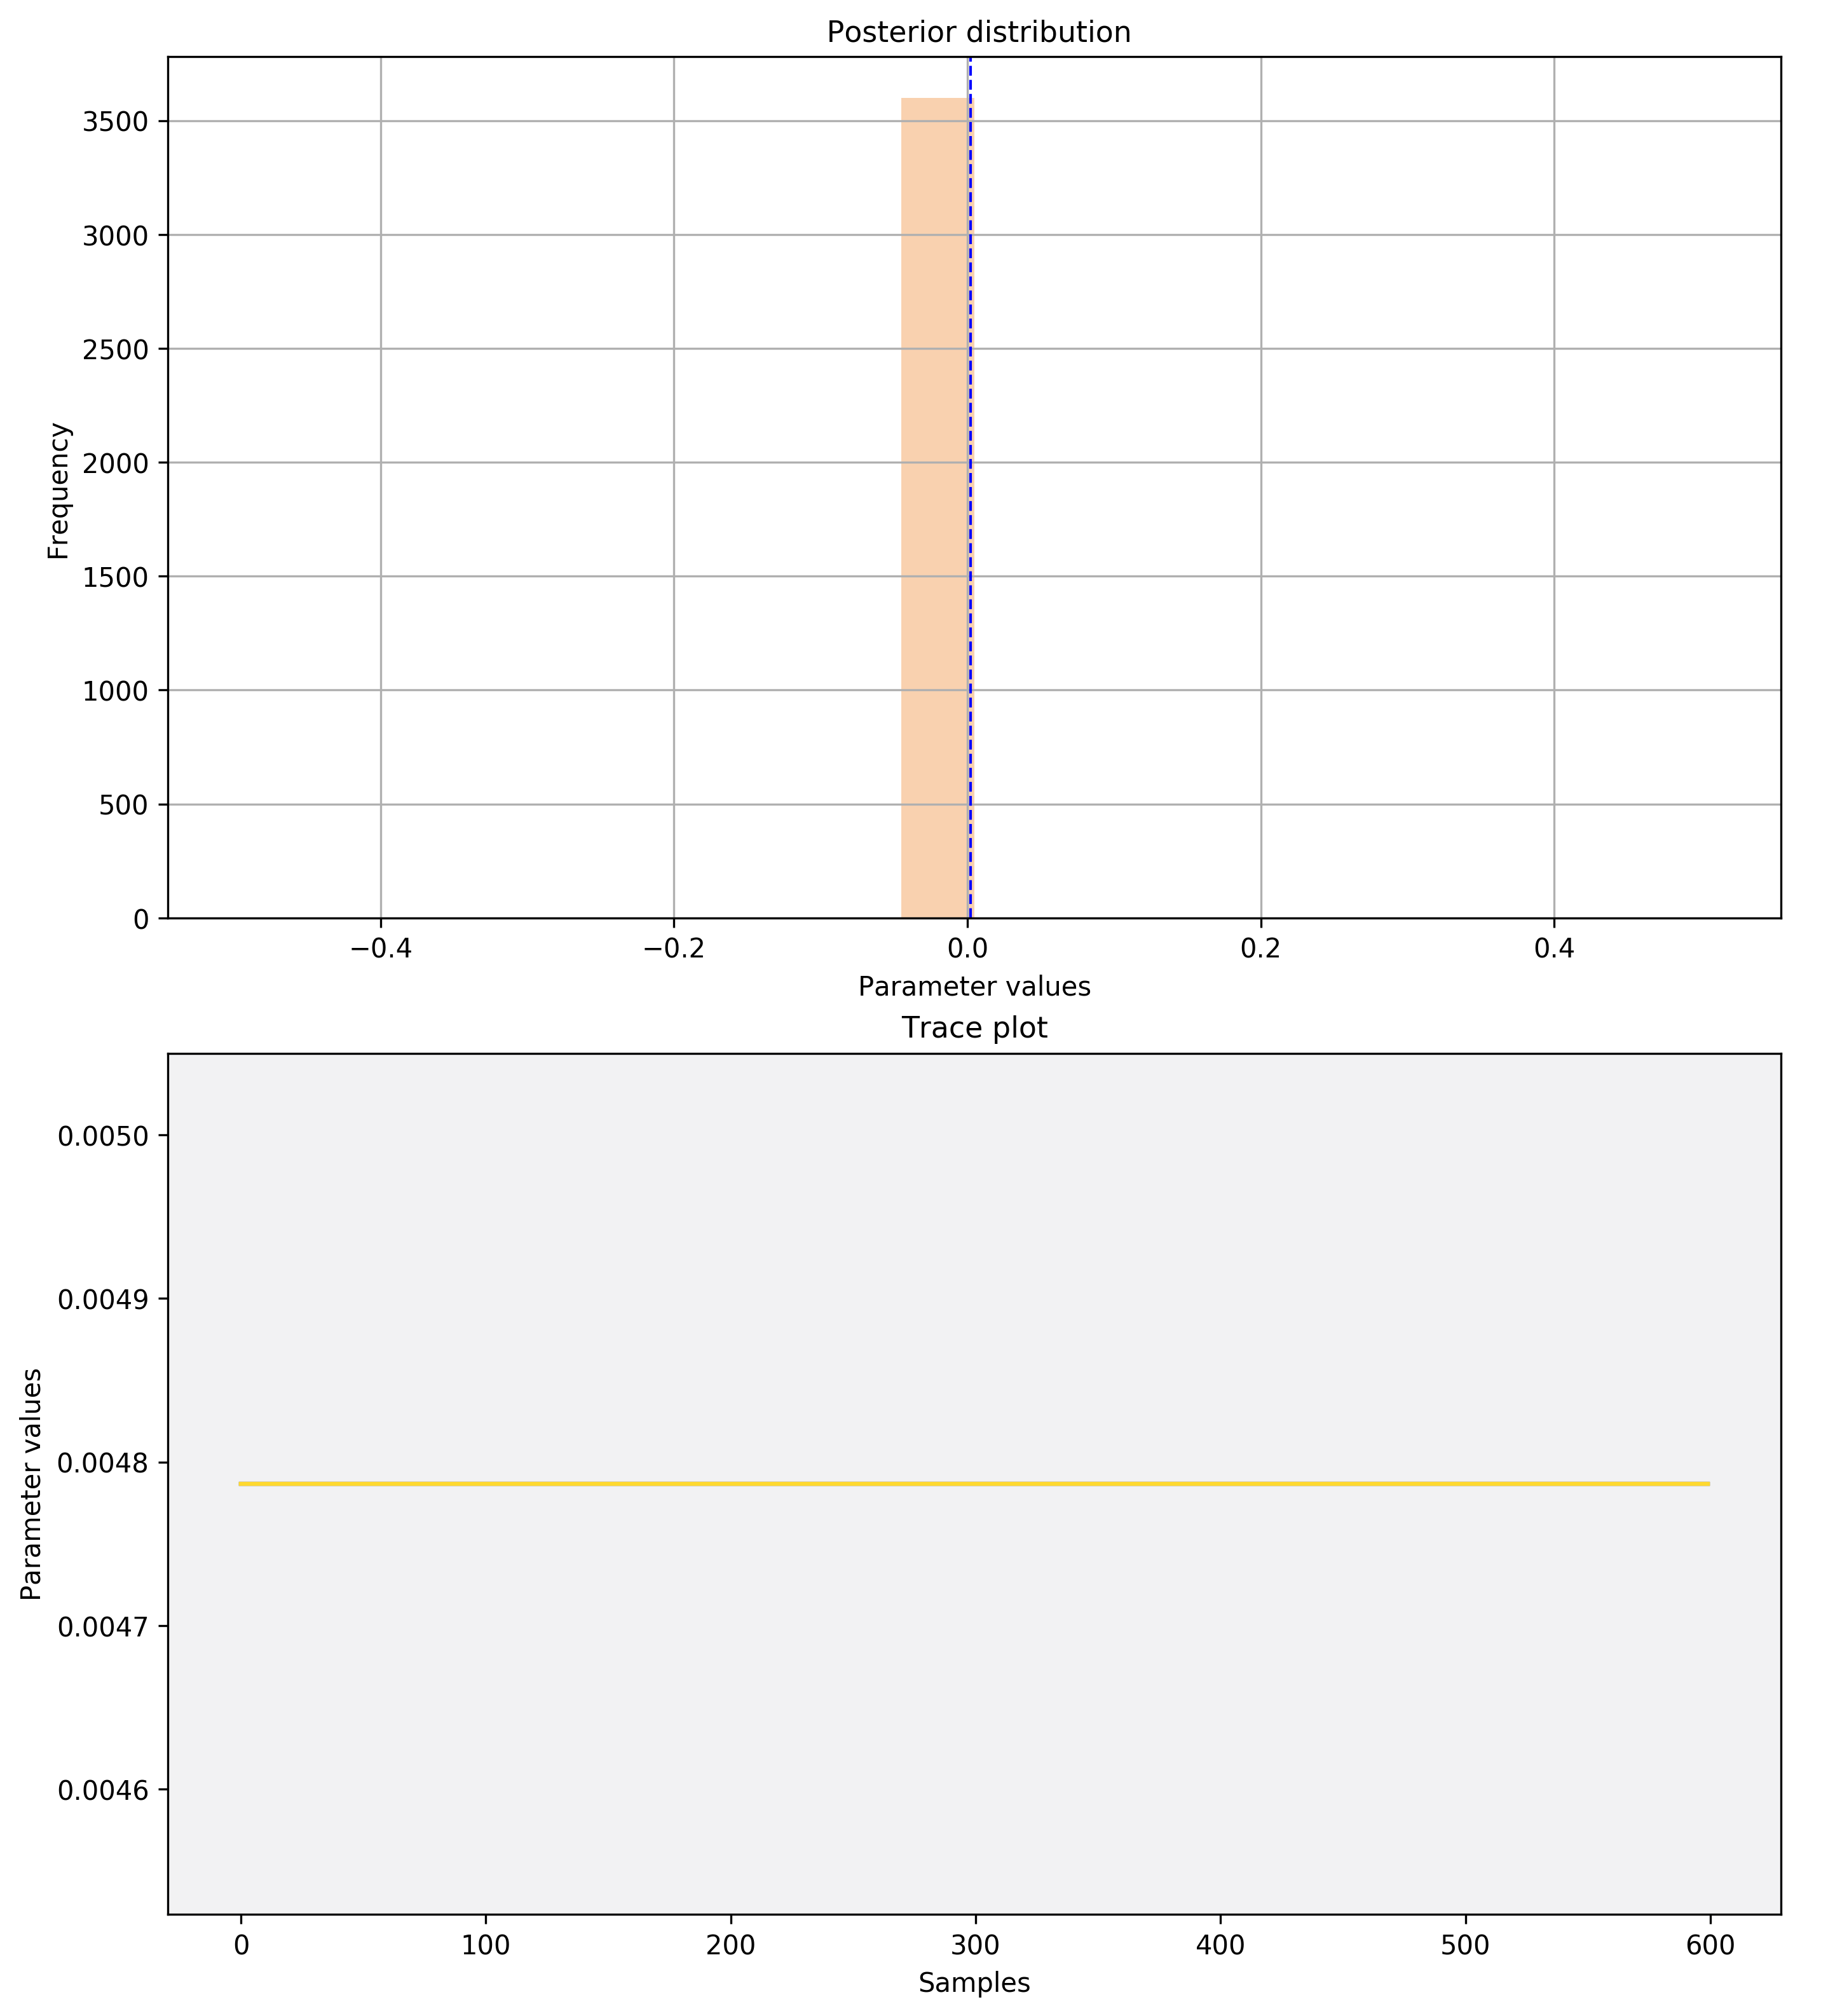 Posterior distribution
Frequency
3500
3000
2500
2000
1500
1000
500
0
−0.4 −0.2 0.0 0.2 0.4
Parameter values
Trace plot
Parameter values
0.0050
0.0049
0.0048
0.0047
0.0046
0 100 200 300 400 500 600
Samples